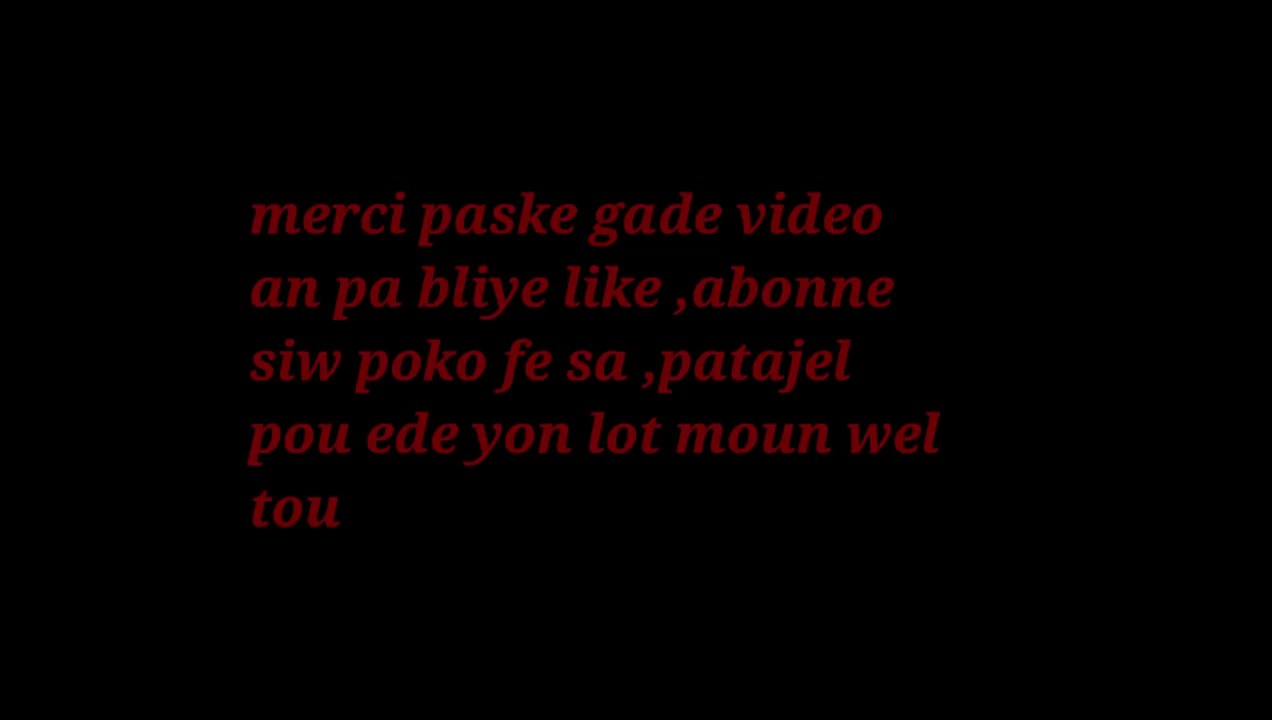 merci paske gade video
an pa bliye like ,abonne
siw poko fe sa ,patajel
pou ede yon lot moun wel
tou